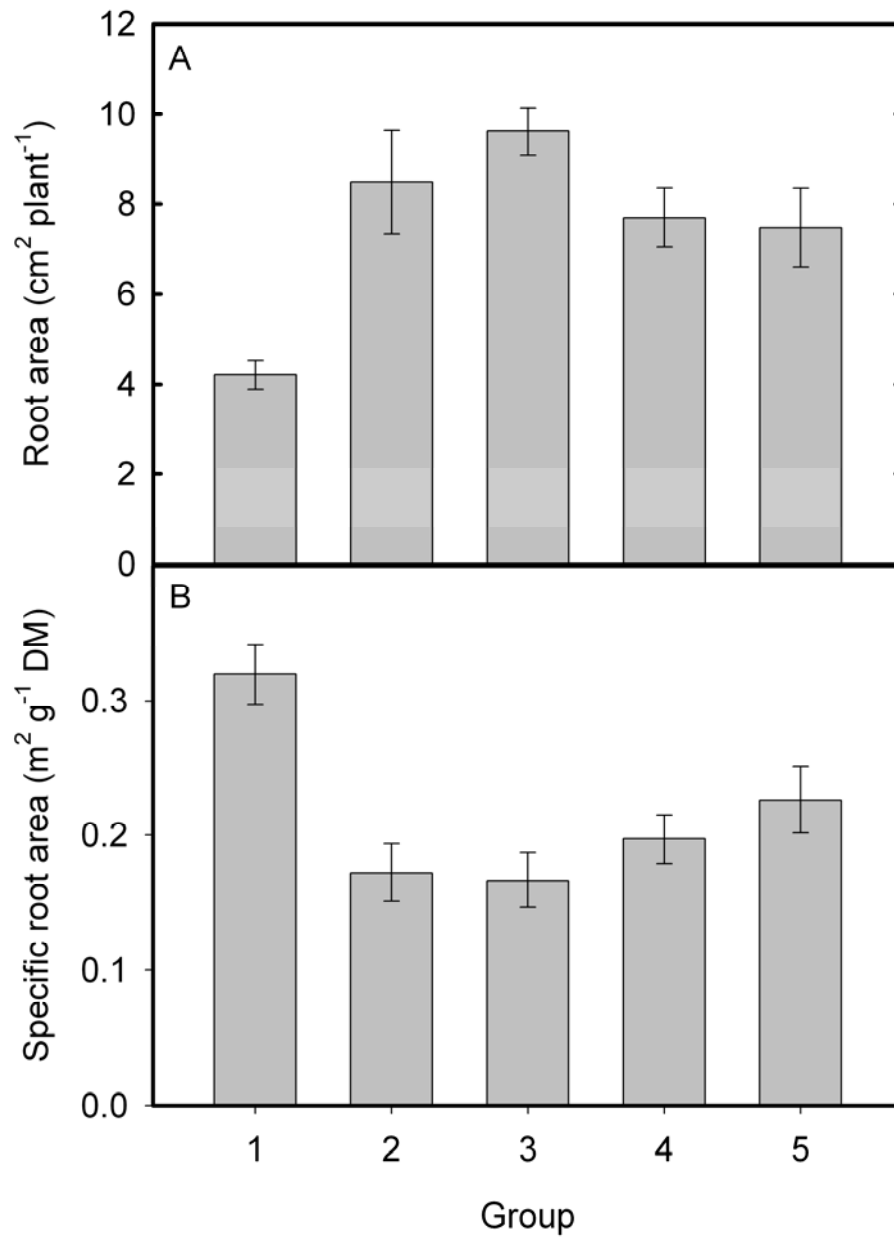 A
Root area (cm² plant⁻¹)
12
10
8
6
4
2
0
B
Specific root area (m² g⁻¹ DM)
0.3
0.2
0.1
0.0
1 2 3 4 5
Group